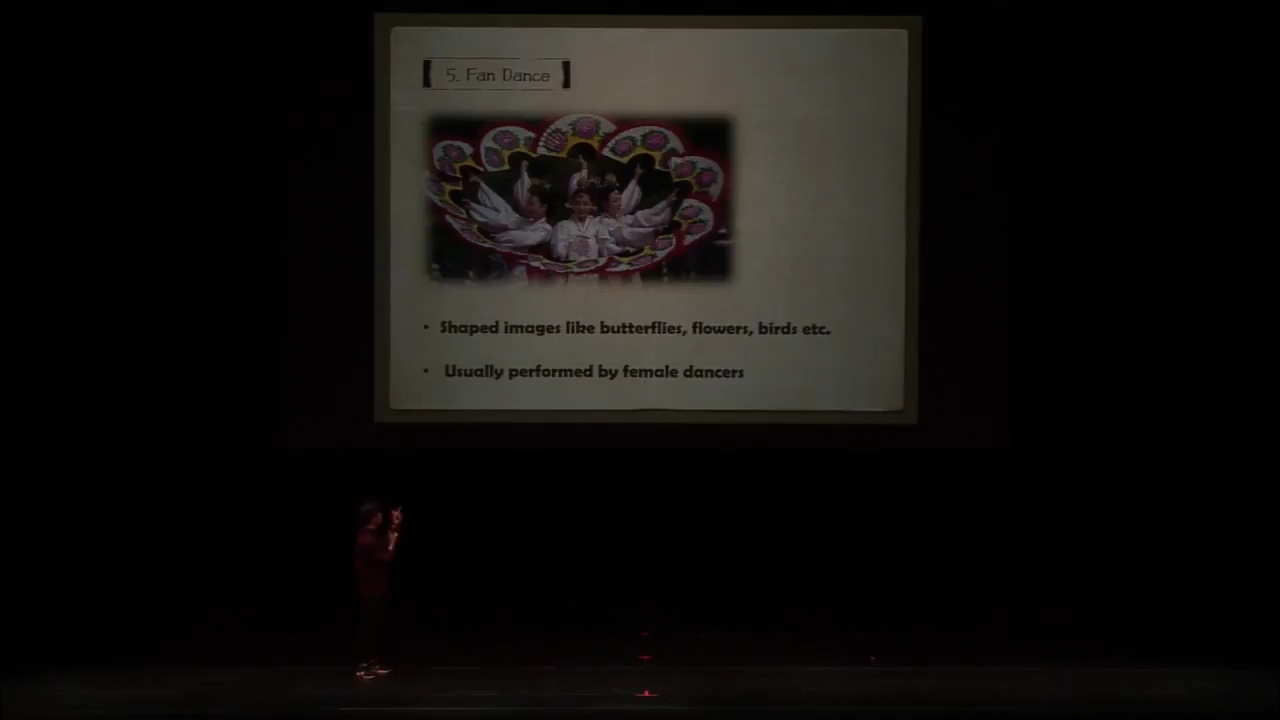 5. Fan Dance
• Shaped images like butterflies, flowers, birds etc.
• Usually performed by female dancers